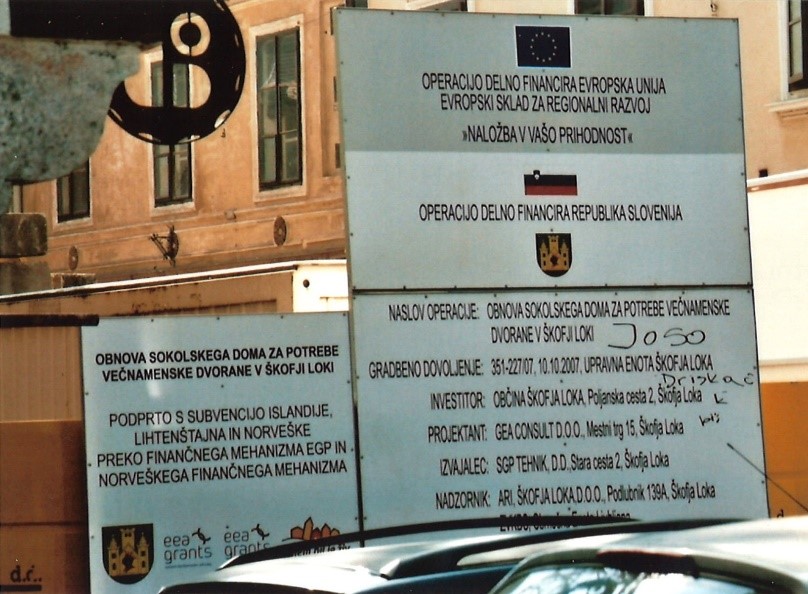 OPERACIJO DELNO FINANCIRA EVROPSKA UNIJA
EVROPSKI SKLAD ZA REGIONALNI RAZVOJ
»NALOŽBA V VAŠO PRIHODNOST«
OPERACIJO DELNO FINANCIRA REPUBLIKA SLOVENIJA
NASLOV OPERACIJE: OBNOVA SOKOLSKEGA DOMA ZA POTREBE VEČNAMENSKE
DVORANE V ŠKOFJI LOKI
JOSO
GRADBENO DOVOLJENJE: 351-227/07, 10.10.2007, UPRAVNA ENOTA ŠKOFJA LOKA
INVESTITOR: OBČINA ŠKOFJA LOKA, Poljanska cesta 2, Škofja Loka
PROJEKTANT: GEA CONSULT D.O.O., Mestni trg 15, Škofja Loka
IZVAJALEC: SGP TEHNIK, D.D., Stara cesta 2, Škofja Loka
NADZORNIK: ARI, ŠKOFJA LOKA D.O.O., Podlubnik 139A, Škofja Loka
OBNOVA SOKOLSKEGA DOMA ZA POTREBE
VEČNAMENSKE DVORANE V ŠKOFJI LOKI
PODPRTO S SUBVENCIJO ISLANDIJE,
LIHTENŠTAJNA IN NORVEŠKE
PREKO FINANČNEGA MEHANIZMA EGP IN
NORVEŠKEGA FINANČNEGA MEHANIZMA
eea
grants
eea
grants
d.r..